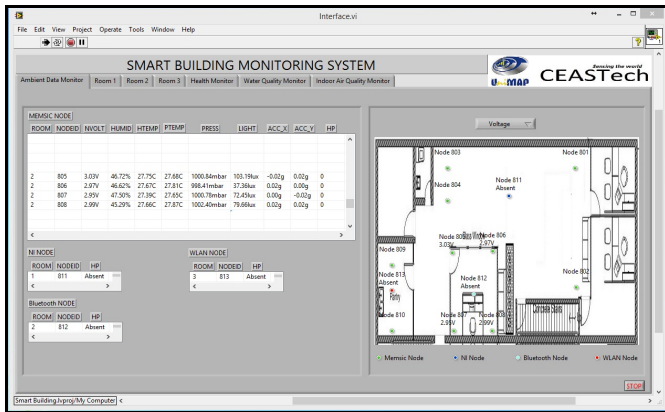 Interface.vi
File Edit View Project Operate Tools Window Help
SMART BUILDING MONITORING SYSTEM
UniMAP
Sensing the world
CEASTech
Ambient Data Monitor Room 1 Room 2 Room 3 Health Monitor Water Quality Monitor Indoor Air Quality Monitor
MEMSIC NODE
ROOM NODEID NVOLT HUMID HTEMP PTEMP PRESS LIGHT ACC_X ACC_Y HP
2 805 3.03V 46.72% 27.75C 27.68C 1000.84mbar 103.19lux -0.02g 0.02g 0
2 806 2.97V 46.62% 27.67C 27.81C 998.41mbar 37.36lux 0.02g 0.00g 0
2 807 2.95V 47.50% 27.39C 27.65C 1000.78mbar 72.45lux 0.00g -0.02g 0
2 808 2.99V 45.29% 27.66C 27.87C 1002.40mbar 79.66lux 0.02g 0.02g 0
NI NODE
ROOM NODEID HP
1 811 Absent
WLAN NODE
ROOM NODEID HP
3 813 Absent
Bluetooth NODE
ROOM NODEID HP
2 812 Absent
Voltage
Node 803
Node 801
Node 804
Node 811
Absent
Node 805
3.03V
Node 806
2.97V
Node 809
Node 813
Absent
Pantry
Node 812
Absent
Node 802
Node 810
Node 807
2.95V
Node 808
2.99V
Concrete Stairs
Memsic Node NI Node Bluetooth Node WLAN Node
STOP
Smart Building.lvproj/My Computer